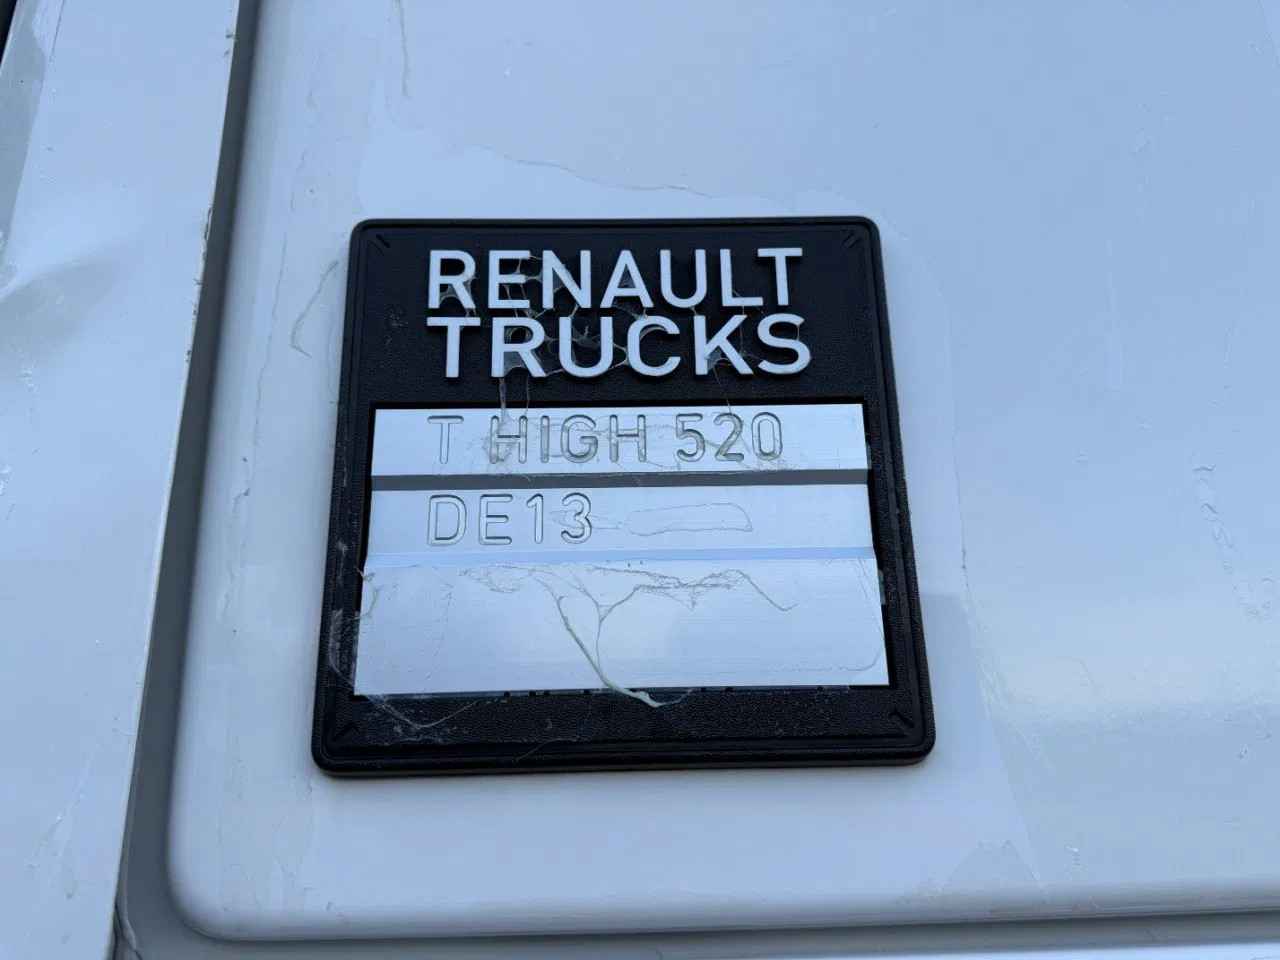 RENAULT
TRUCKS
T HIGH 520
DE13